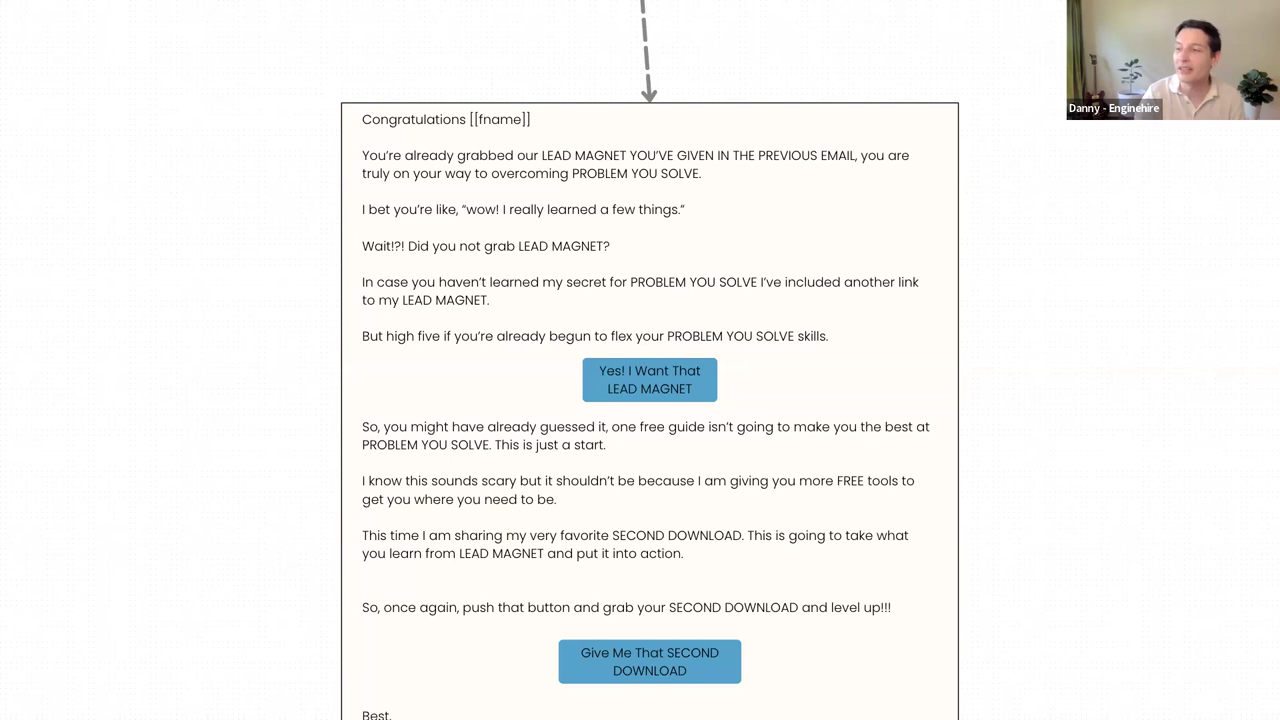 Danny - Enginehire
Congratulations [[fname]]
You're already grabbed our LEAD MAGNET YOU'VE GIVEN IN THE PREVIOUS EMAIL, you are
truly on your way to overcoming PROBLEM YOU SOLVE.
I bet you're like, “wow! I really learned a few things.”
Wait!?! Did you not grab LEAD MAGNET?
In case you haven't learned my secret for PROBLEM YOU SOLVE I've included another link
to my LEAD MAGNET.
But high five if you're already begun to flex your PROBLEM YOU SOLVE skills.
Yes! I Want That
LEAD MAGNET
So, you might have already guessed it, one free guide isn't going to make you the best at
PROBLEM YOU SOLVE. This is just a start.
I know this sounds scary but it shouldn't be because I am giving you more FREE tools to
get you where you need to be.
This time I am sharing my very favorite SECOND DOWNLOAD. This is going to take what
you learn from LEAD MAGNET and put it into action.
So, once again, push that button and grab your SECOND DOWNLOAD and level up!!!
Give Me That SECOND
DOWNLOAD
Best,